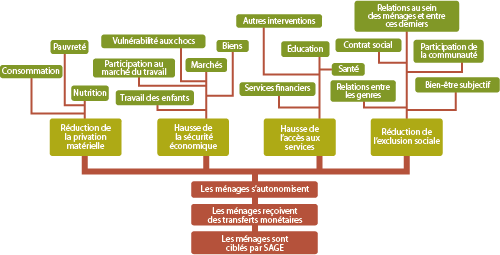 Relations au sein
des ménages et entre
ces derniers
Autres interventions
Vulnérabilité aux chocs
Pauvreté
Biens
Education
Contrat social
Participation de
la communauté
Participation au
marché du travail
Marchés
Consommation
Santé
Nutrition
Travail des enfants
Services financiers
Relations entre
les genres
Bien-être subjectif
Réduction de
la privation
matérielle
Hausse de
la sécurité
économique
Hausse de
l'accès aux
services
Réduction de
l'exclusion sociale
Les ménages s'autonomisent
Les ménages reçoivent
des transferts monétaires
Les ménages sont
ciblés par SAGE